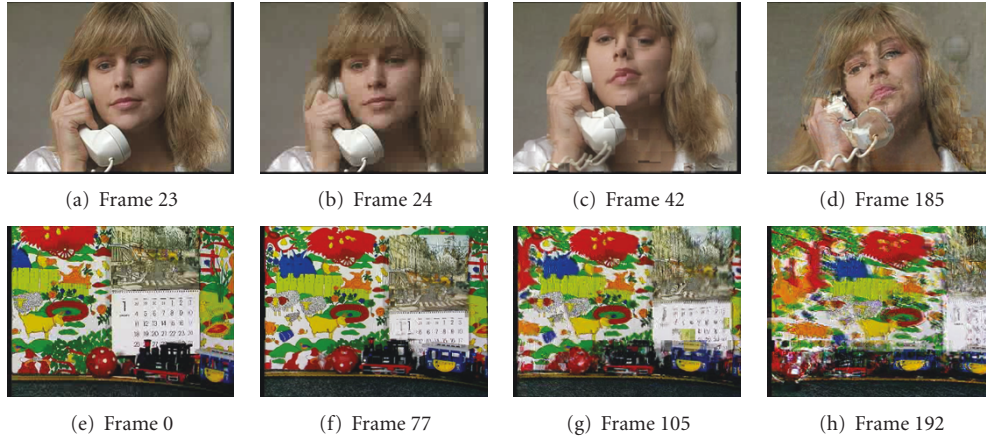 (a) Frame 23
(b) Frame 24
(c) Frame 42
(d) Frame 185
(e) Frame 0
(f) Frame 77
(g) Frame 105
(h) Frame 192